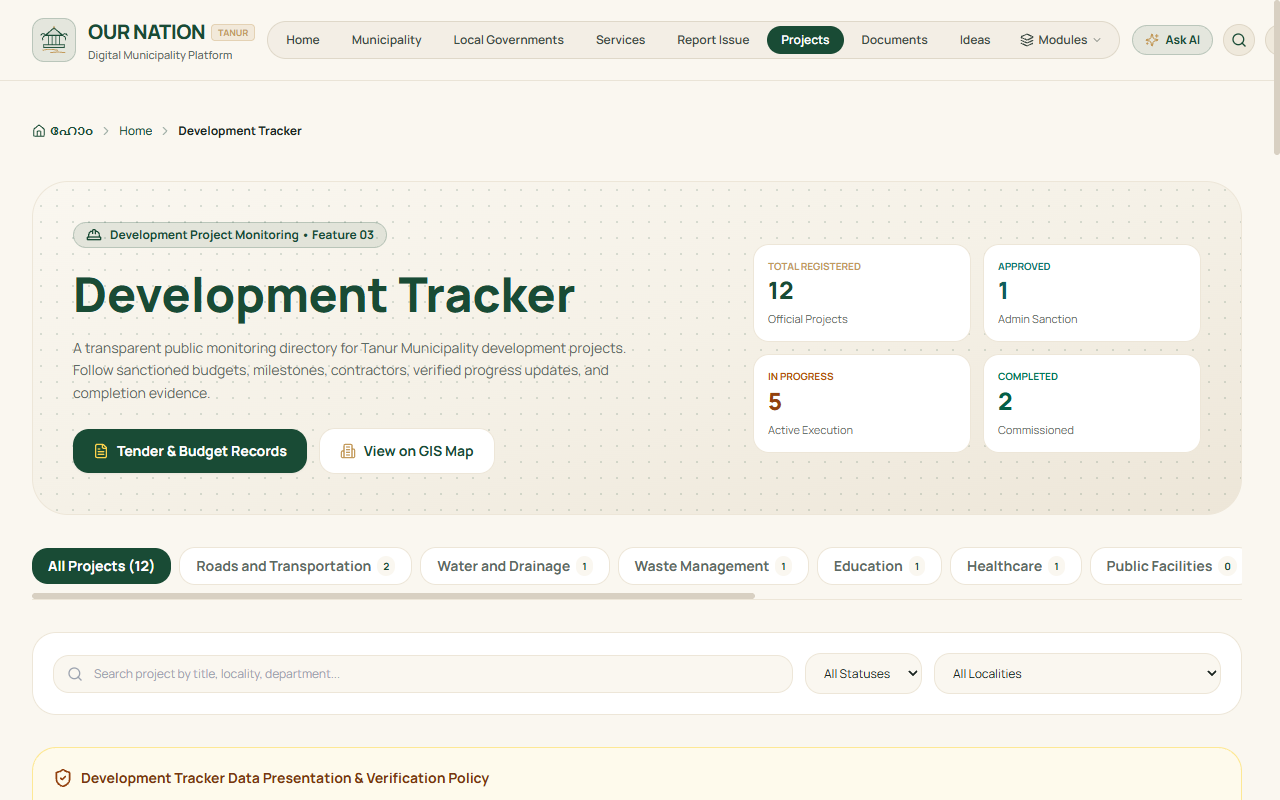 OUR NATION TANUR
Digital Municipality Platform
Home
Municipality
Local Governments
Services
Report Issue
Projects
Documents
Ideas
Modules
Ask AI
ഹോം
Home
Development Tracker
Development Project Monitoring • Feature 03
Development Tracker
A transparent public monitoring directory for Tanur Municipality development projects.
Follow sanctioned budgets, milestones, contractors, verified progress updates, and
completion evidence.
Tender & Budget Records
View on GIS Map
TOTAL REGISTERED
12
Official Projects
APPROVED
1
Admin Sanction
IN PROGRESS
5
Active Execution
COMPLETED
2
Commissioned
All Projects (12)
Roads and Transportation 2
Water and Drainage 1
Waste Management 1
Education 1
Healthcare 1
Public Facilities 0
Search project by title, locality, department...
All Statuses
All Localities
Development Tracker Data Presentation & Verification Policy